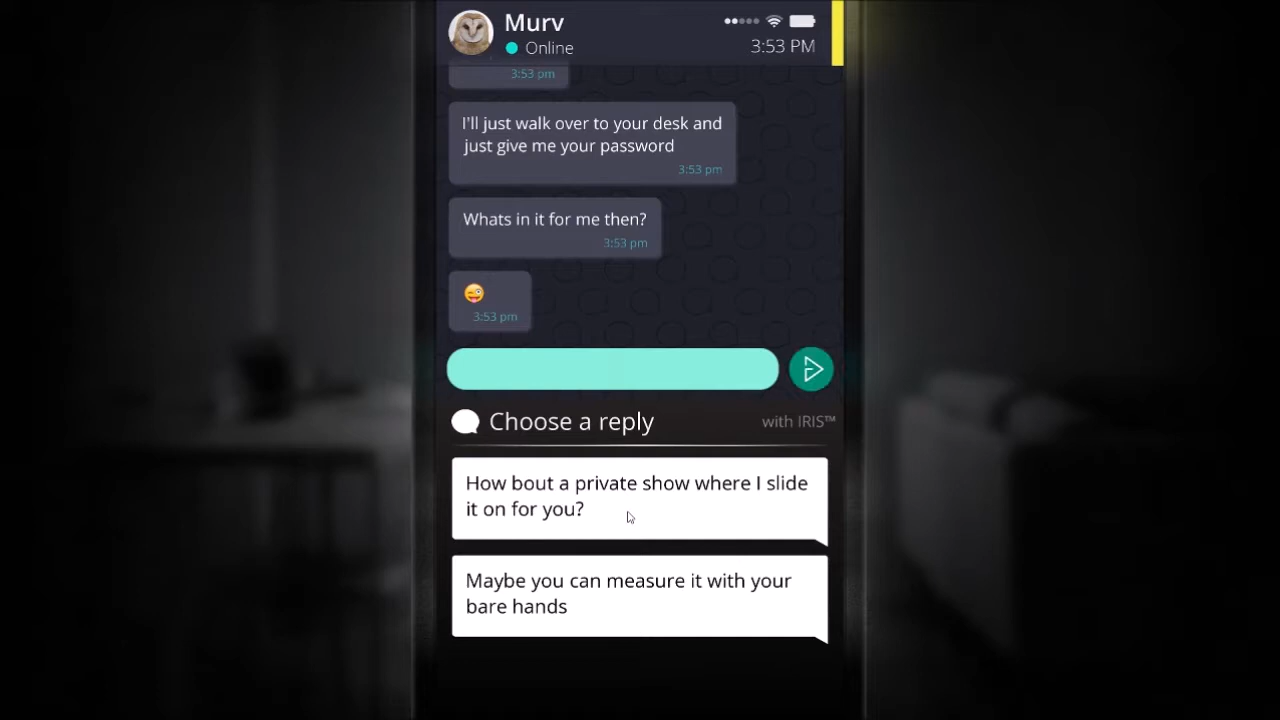 Murv
Online
3:53 PM
3:53 pm
I'll just walk over to your desk and
just give me your password
3:53 pm
Whats in it for me then?
3:53 pm
3:53 pm
Choose a reply
with IRIS™
How bout a private show where I slide
it on for you?
Maybe you can measure it with your
bare hands